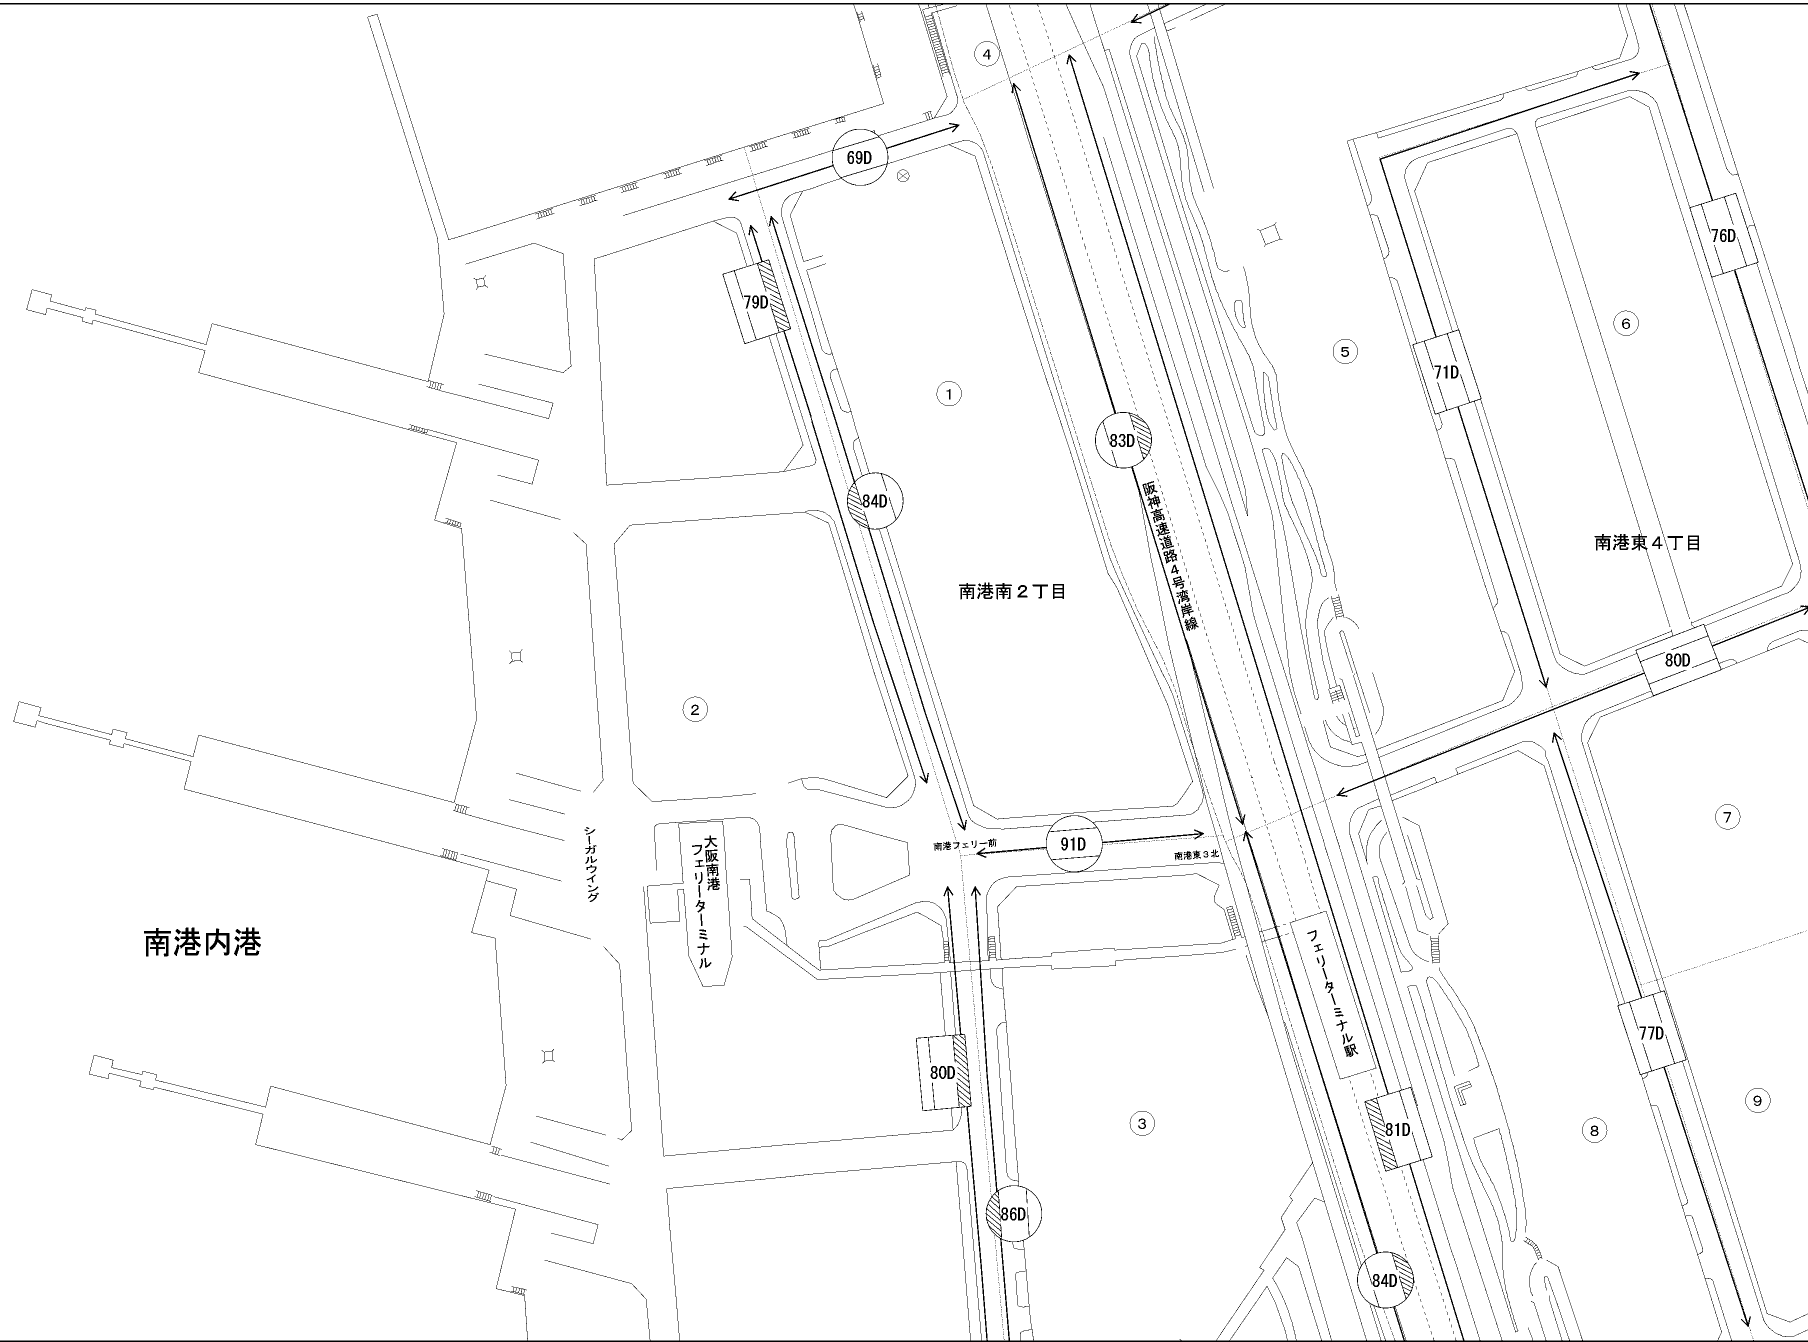 ④
69D
76D
79D
⑥
⑤
71D
①
83D
84D
阪神高速道路4号湾岸線
南港東4丁目
南港南2丁目
80D
②
⑦
シーガルウイング
大阪南港
フェリーターミナル
南港フェリー前
91D
南港東3北
南港内港
フェリーターミナル駅
77D
80D
⑨
③
81D
⑧
86D
84D